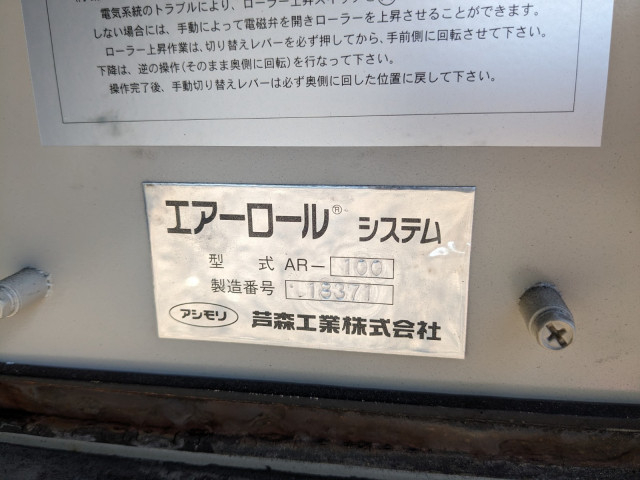 電気系統のトラブルにより、ローラー上昇スイッチ
しない場合には、手動によって電磁弁を開きローラーを上昇させることができます。
ローラー上昇作業は、切り替えレバーを必ず押してから、手前側に回転させて下さい。
下降は、逆の操作(そのまま奥側に回転)を行なって下さい。
操作完了後、手動切り替えレバーは必ず奥側に回した位置に戻して下さい。
エアーロール® システム
型 式 AR-100
製造番号 L18371
アシモリ 芦森工業株式会社